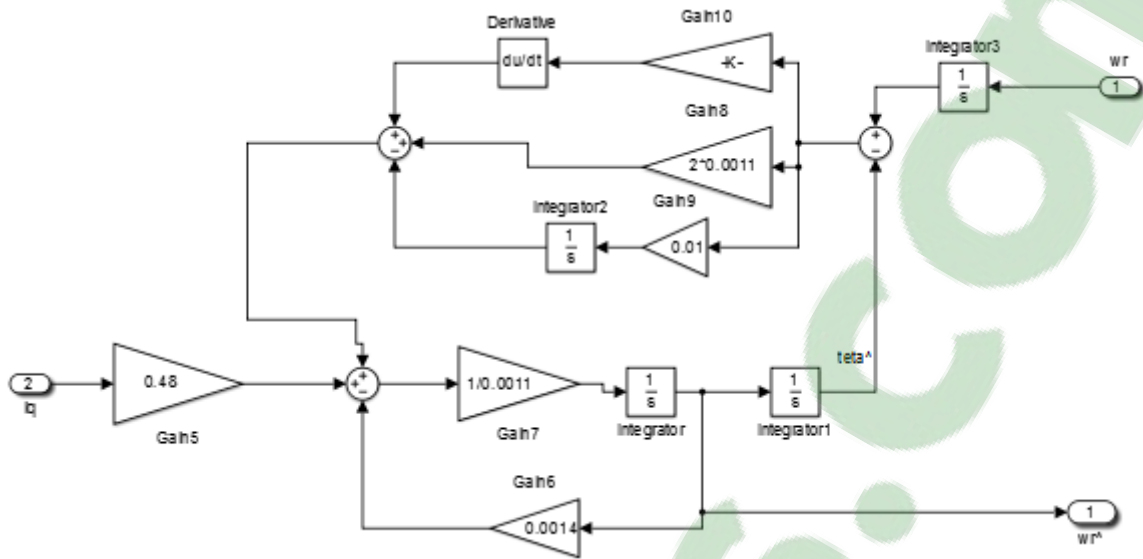 Gain10
Derivative
Integrator3
wr
du/dt
-K-
1
s
1
+
-
Gain8
+
+
-
2*0.0011
Gain9
Integrator2
1
s
0.01
teta^
2
Iq
0.48
Gain5
+
+
-
1/0.0011
Gain7
1
s
Integrator
1
s
Integrator1
Gain6
0.0014
1
wr^